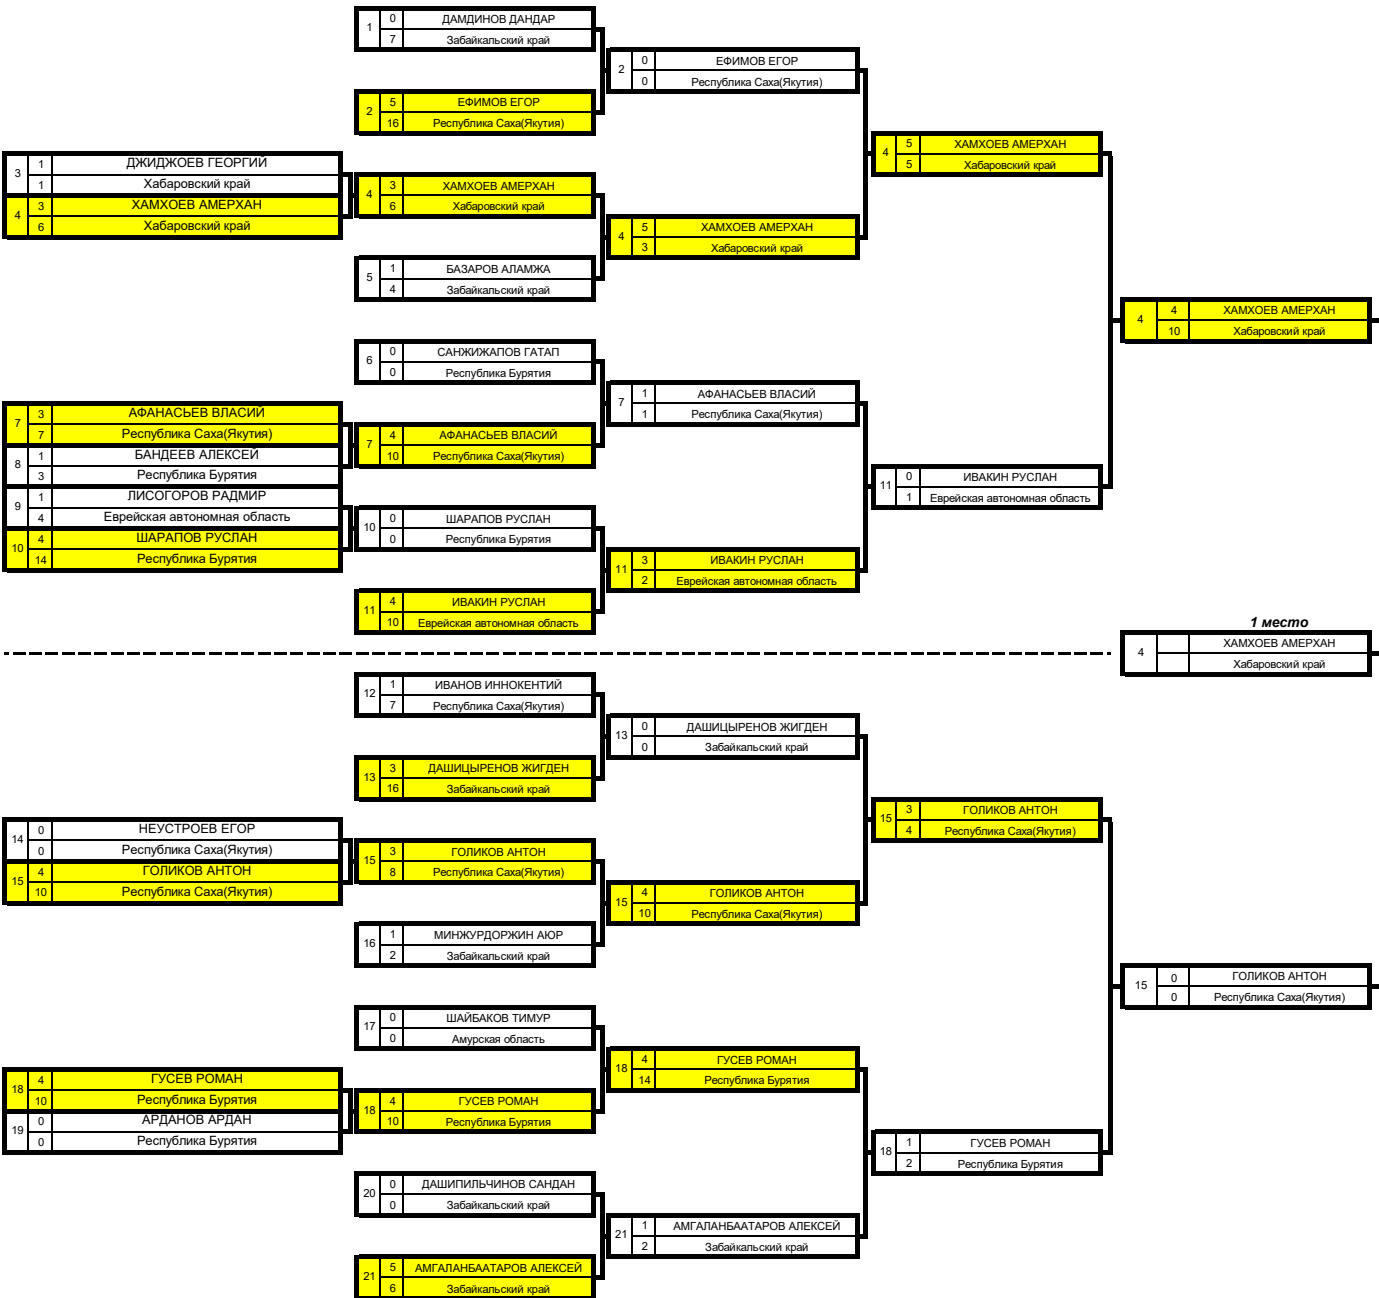 1
0
ДАМДИНОВ ДАНДАР
7
Забайкальский край
2
0
ЕФИМОВ ЕГОР
0
Республика Саха(Якутия)
2
5
ЕФИМОВ ЕГОР
16
Республика Саха(Якутия)
4
5
ХАМХОЕВ АМЕРХАН
5
Хабаровский край
3
1
ДЖИДЖОЕВ ГЕОРГИЙ
1
Хабаровский край
4
3
ХАМХОЕВ АМЕРХАН
6
Хабаровский край
4
3
ХАМХОЕВ АМЕРХАН
6
Хабаровский край
4
5
ХАМХОЕВ АМЕРХАН
3
Хабаровский край
5
1
БАЗАРОВ АЛАМЖА
4
Забайкальский край
4
4
ХАМХОЕВ АМЕРХАН
10
Хабаровский край
6
0
САНЖИЖАПОВ ГАТАП
0
Республика Бурятия
7
1
АФАНАСЬЕВ ВЛАСИЙ
1
Республика Саха(Якутия)
7
3
АФАНАСЬЕВ ВЛАСИЙ
7
Республика Саха(Якутия)
7
4
АФАНАСЬЕВ ВЛАСИЙ
10
Республика Саха(Якутия)
8
1
БАНДЕЕВ АЛЕКСЕЙ
3
Республика Бурятия
11
0
ИВАКИН РУСЛАН
1
Еврейская автономная область
9
1
ЛИСОГОРОВ РАДМИР
4
Еврейская автономная область
10
4
ШАРАПОВ РУСЛАН
14
Республика Бурятия
10
0
ШАРАПОВ РУСЛАН
0
Республика Бурятия
11
3
ИВАКИН РУСЛАН
2
Еврейская автономная область
11
4
ИВАКИН РУСЛАН
10
Еврейская автономная область
1 место
4
ХАМХОЕВ АМЕРХАН
Хабаровский край
12
1
ИВАНОВ ИННОКЕНТИЙ
7
Республика Саха(Якутия)
13
0
ДАШИЦЫРЕНОВ ЖИГДЕН
0
Забайкальский край
13
3
ДАШИЦЫРЕНОВ ЖИГДЕН
16
Забайкальский край
15
3
ГОЛИКОВ АНТОН
4
Республика Саха(Якутия)
14
0
НЕУСТРОЕВ ЕГОР
0
Республика Саха(Якутия)
15
4
ГОЛИКОВ АНТОН
10
Республика Саха(Якутия)
15
3
ГОЛИКОВ АНТОН
8
Республика Саха(Якутия)
15
4
ГОЛИКОВ АНТОН
10
Республика Саха(Якутия)
16
1
МИНЖУРДОРЖИН АЮР
2
Забайкальский край
15
0
ГОЛИКОВ АНТОН
0
Республика Саха(Якутия)
17
0
ШАЙБАКОВ ТИМУР
0
Амурская область
18
4
ГУСЕВ РОМАН
14
Республика Бурятия
18
4
ГУСЕВ РОМАН
10
Республика Бурятия
18
4
ГУСЕВ РОМАН
10
Республика Бурятия
19
0
АРДАНОВ АРДАН
0
Республика Бурятия
18
1
ГУСЕВ РОМАН
2
Республика Бурятия
20
0
ДАШИПИЛЬЧИНОВ САНДАН
0
Забайкальский край
21
1
АМГАЛАНБААТАРОВ АЛЕКСЕЙ
2
Забайкальский край
21
5
АМГАЛАНБААТАРОВ АЛЕКСЕЙ
6
Забайкальский край